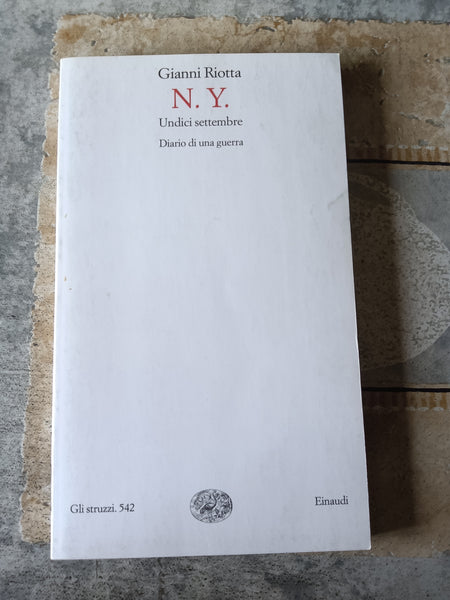 Gianni Riotta
N. Y.
Undici settembre
Diario di una guerra
Gli struzzi. 542
Einaudi